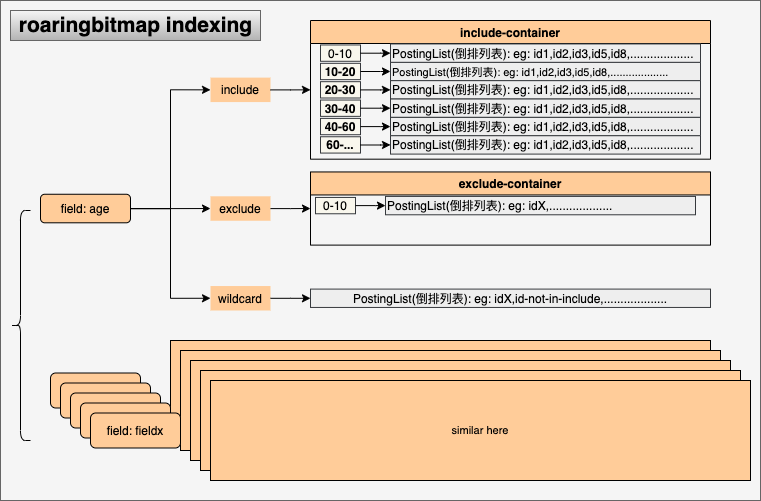 roaringbitmap indexing
include-container
0-10
PostingList(倒排列表): eg: id1,id2,id3,id5,id8,...................
10-20
PostingList(倒排列表): eg: id1,id2,id3,id5,id8,...................
20-30
PostingList(倒排列表): eg: id1,id2,id3,id5,id8,...................
include
30-40
PostingList(倒排列表): eg: id1,id2,id3,id5,id8,...................
40-60
PostingList(倒排列表): eg: id1,id2,id3,id5,id8,...................
60-...
PostingList(倒排列表): eg: id1,id2,id3,id5,id8,...................
field: age
exclude
exclude-container
0-10
PostingList(倒排列表): eg: idX,...................
wildcard
PostingList(倒排列表): eg: idX,id-not-in-include,...................
field: fieldx
similar here